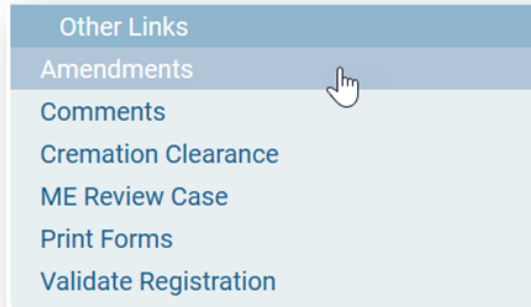 Other Links
Amendments
Comments
Cremation Clearance
ME Review Case
Print Forms
Validate Registration